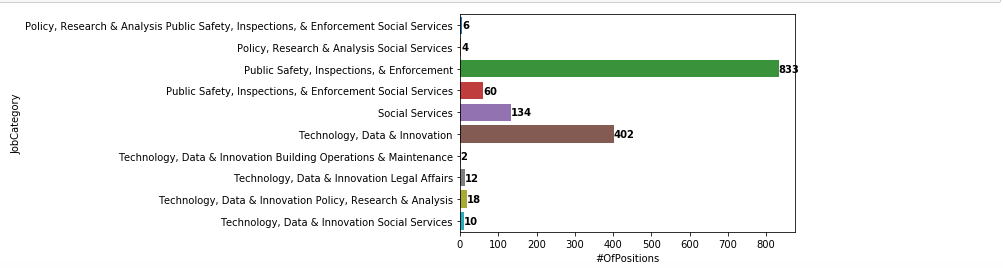 Policy, Research & Analysis Public Safety, Inspections, & Enforcement Social Services 6
Policy, Research & Analysis Social Services 4
Public Safety, Inspections, & Enforcement 833
Public Safety, Inspections, & Enforcement Social Services 60
Social Services 134
Technology, Data & Innovation 402
Technology, Data & Innovation Building Operations & Maintenance 2
Technology, Data & Innovation Legal Affairs 12
Technology, Data & Innovation Policy, Research & Analysis 18
Technology, Data & Innovation Social Services 10
JobCategory
0 100 200 300 400 500 600 700 800
#OfPositions